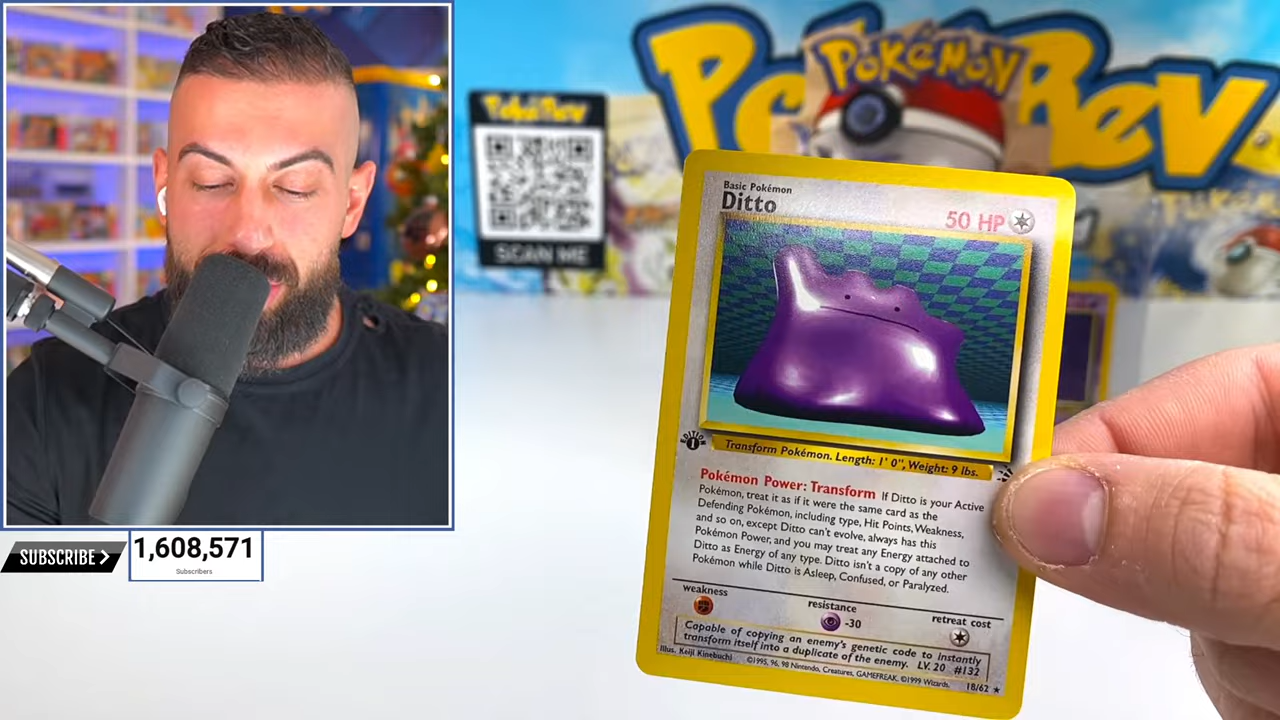 PokéRev
SCAN ME
POKéMON
PokéRev
Basic Pokémon
Ditto
50 HP
EDITION
1
Transform Pokémon. Length: 1' 0", Weight: 9 lbs.
Pokémon Power: Transform If Ditto is your Active
Pokémon, treat it as if it were the same card as the
Defending Pokémon, including type, Hit Points, Weakness,
and so on, except Ditto can't evolve, always has this
Pokémon Power, and you may treat any Energy attached to
Ditto as Energy of any type. Ditto isn't a copy of any other
Pokémon while Ditto is Asleep, Confused, or Paralyzed.
weakness
resistance
-30
retreat cost
Capable of copying an enemy's genetic code to instantly
transform itself into a duplicate of the enemy. LV. 20 #132
Illus. Keiji Kinebuchi
©1995, 96, 98 Nintendo, Creatures, GAMEFREAK. ©1999 Wizards.
18/62
SUBSCRIBE
1,608,571
Subscribers